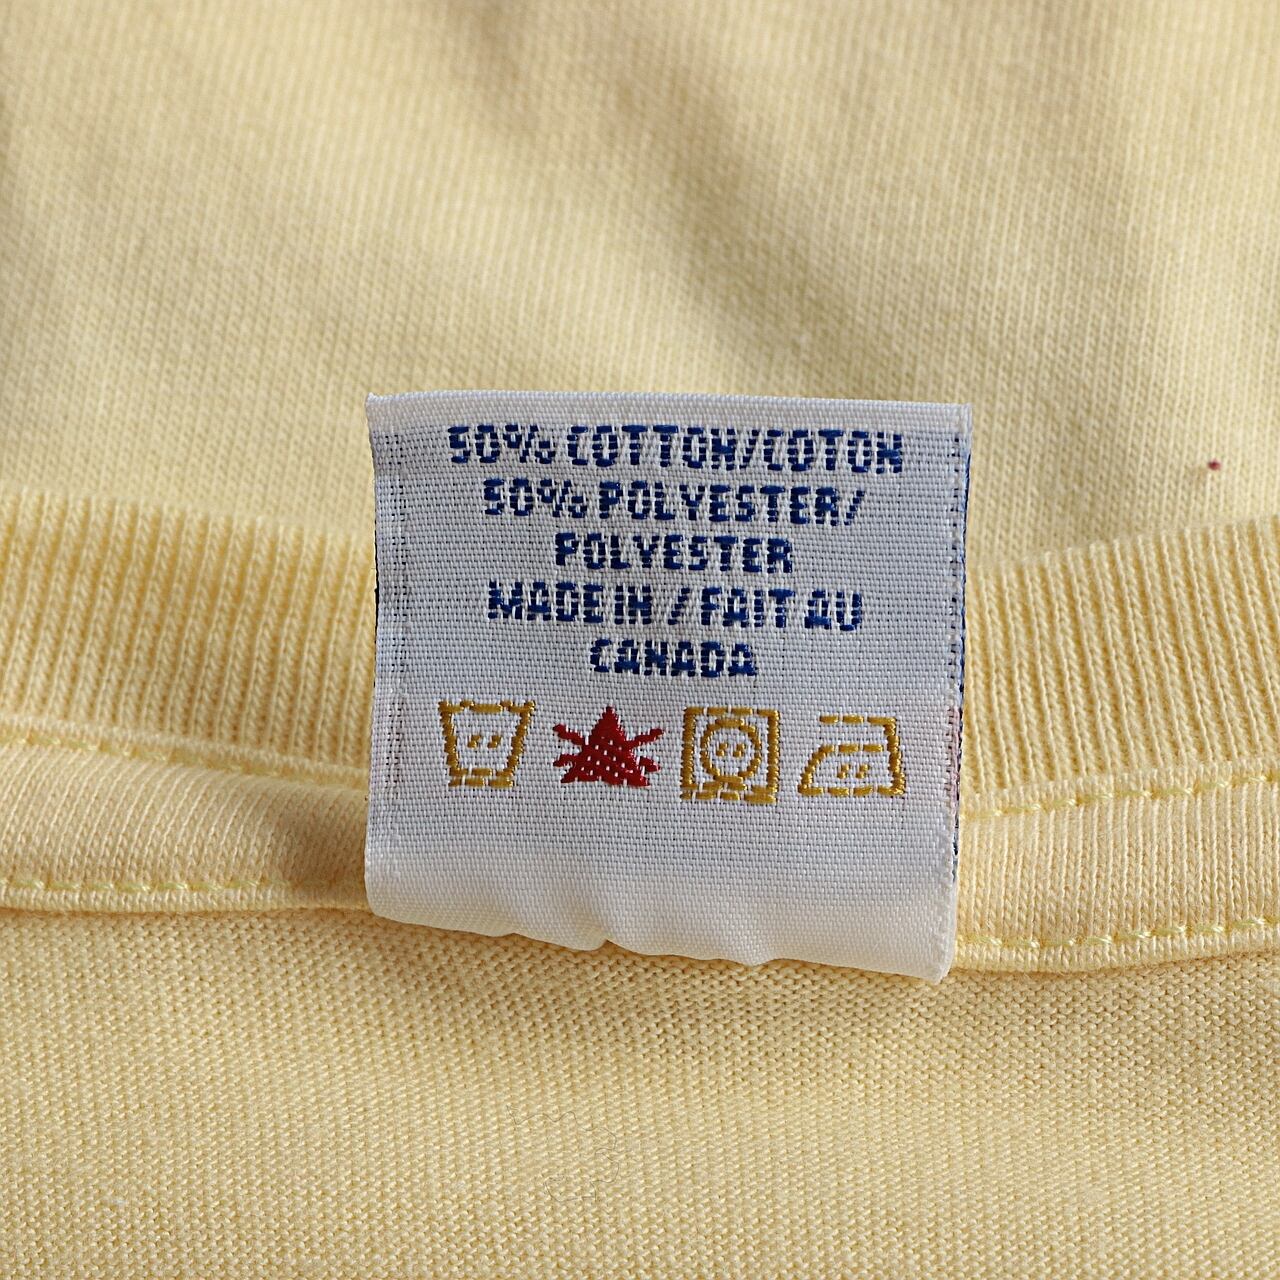 50% COTTON/COTON
50% POLYESTER/
POLYESTER
MADE IN / FAIT AU
CANADA